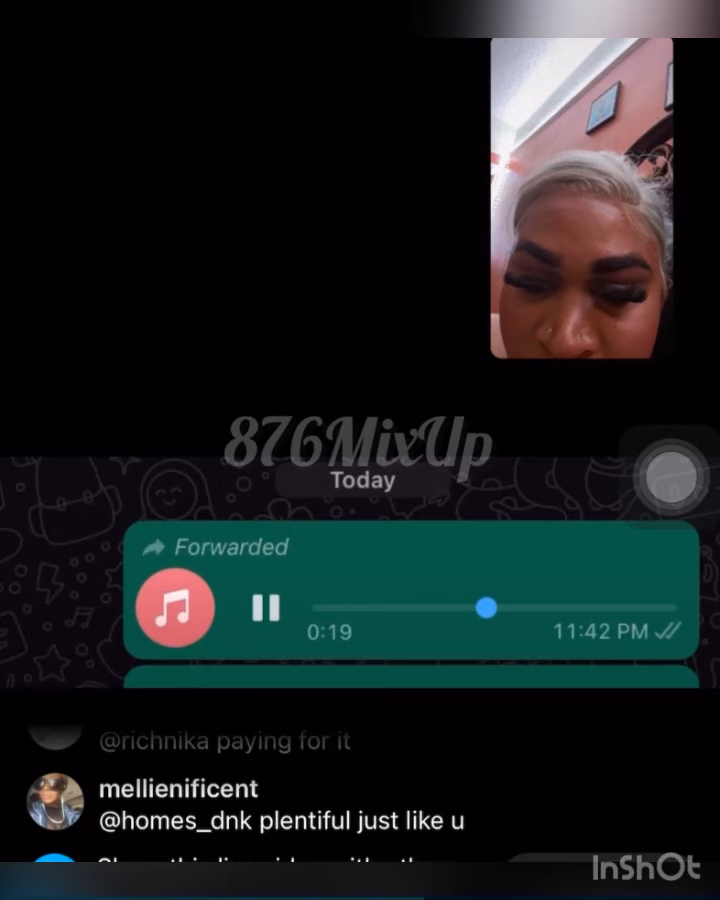 876MixUp
Today
Forwarded
0:19
11:42 PM
@richnika paying for it
mellienificent
@homes_dnk plentiful just like u
InShOt